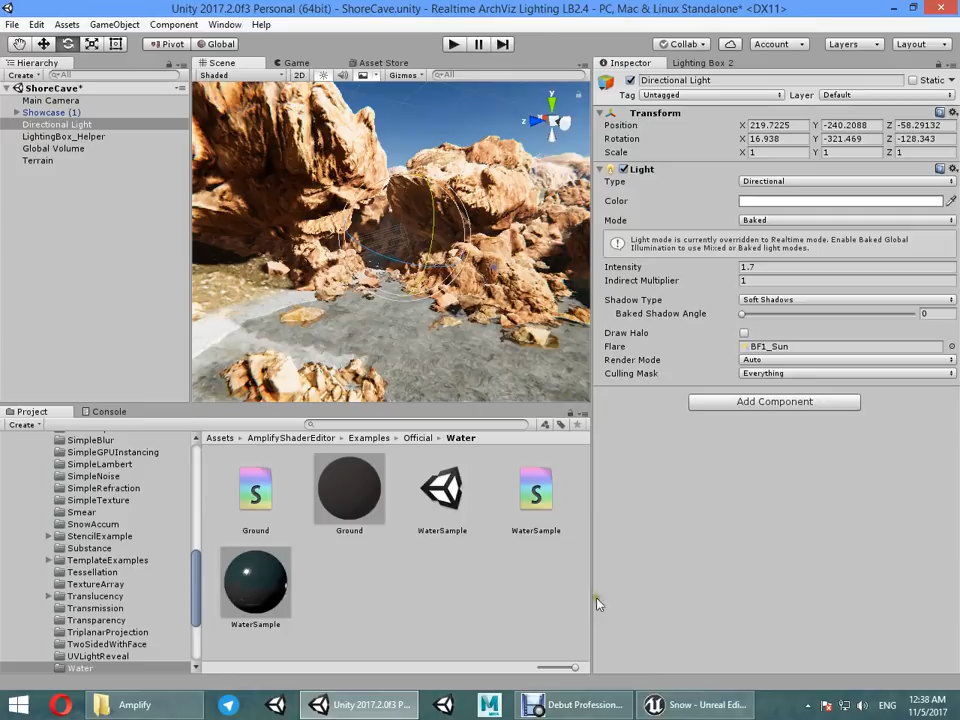 Unity 2017.2.0f3 (64bit) - ShoreCave.unity - Realtime ArchViz Lighting LB2.4 - PC, Mac & Linux Standalone* <DX11>
File Edit Assets GameObject Component Window Help
Pivot Global Collab Account Layers Layout
Hierarchy Scene Game Asset Store Inspector Lighting Box 2
Create All Shaded 2D Gizmos All Directional Light Static
ShoreCave* Tag Untagged Layer Default
Main Camera
Showcase (1)
Directional Light
LightingBox_Helper
Global Volume
Terrain
y
z
Transform
Position X 219.7225 Y -240.2088 Z -58.29132
Rotation X 16.938 Y -321.469 Z -128.343
Scale X 1 Y 1 Z 1
Light
Type Directional
Color
Mode Baked
Light mode is currently overridden to Realtime mode. Enable Baked Global
Illumination to use Mixed or Baked light modes.
Intensity 1.7
Indirect Multiplier 1
Shadow Type Soft Shadows
Baked Shadow Angle 0
Draw Halo
Flare BF1_Sun
Render Mode Auto
Culling Mask Everything
Add Component
Project Console
Create
Assets AmplifyShaderEditor Examples Official Water
SimpleBlur
SimpleGPUInstancing
SimpleLambert
SimpleNoise
SimpleRefraction
SimpleTexture
Smear
SnowAccum
StencilExample
Substance
TemplateExamples
Tessellation
TextureArray
Translucency
Transmission
Transparency
TriplanarProjection
TwoSidedWithFace
UVLightReveal
Water
S S
Ground Ground WaterSample WaterSample
WaterSample
Amplify Unity 2017.2.0f3 P... Debut Profession... Snow - Unreal Edi... ENG 12:38 AM
11/5/2017